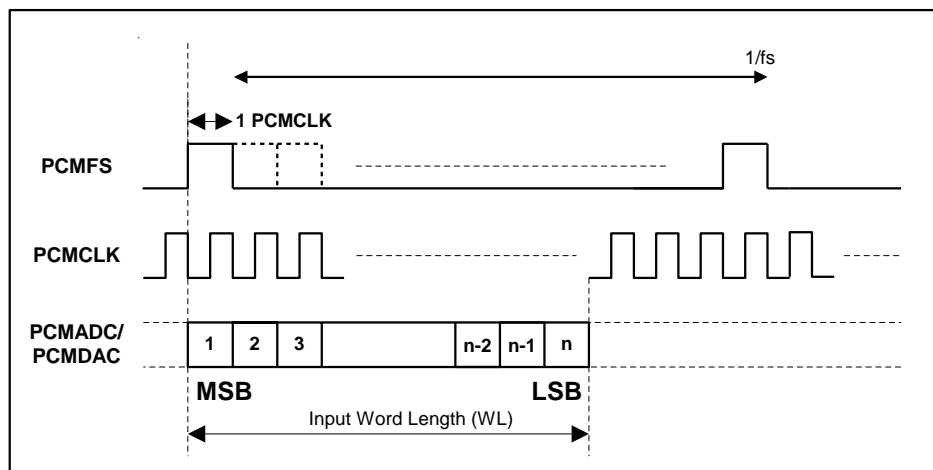 1/fs
1 PCMCLK
PCMFS
PCMCLK
PCMADC/
PCMDAC
1 2 3 n-2 n-1 n
MSB LSB
Input Word Length (WL)